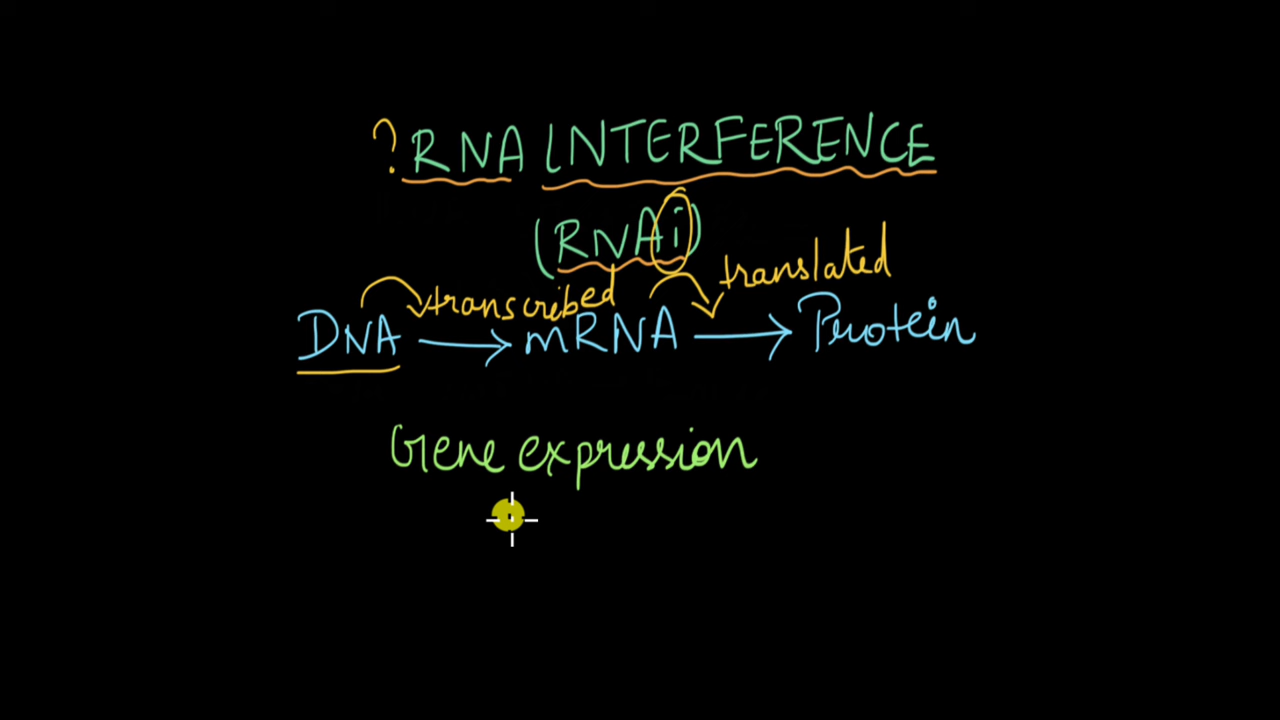 ? RNA INTERFERENCE
(RNAi)
transcribed translated
DNA → mRNA → Protein
Gene expression